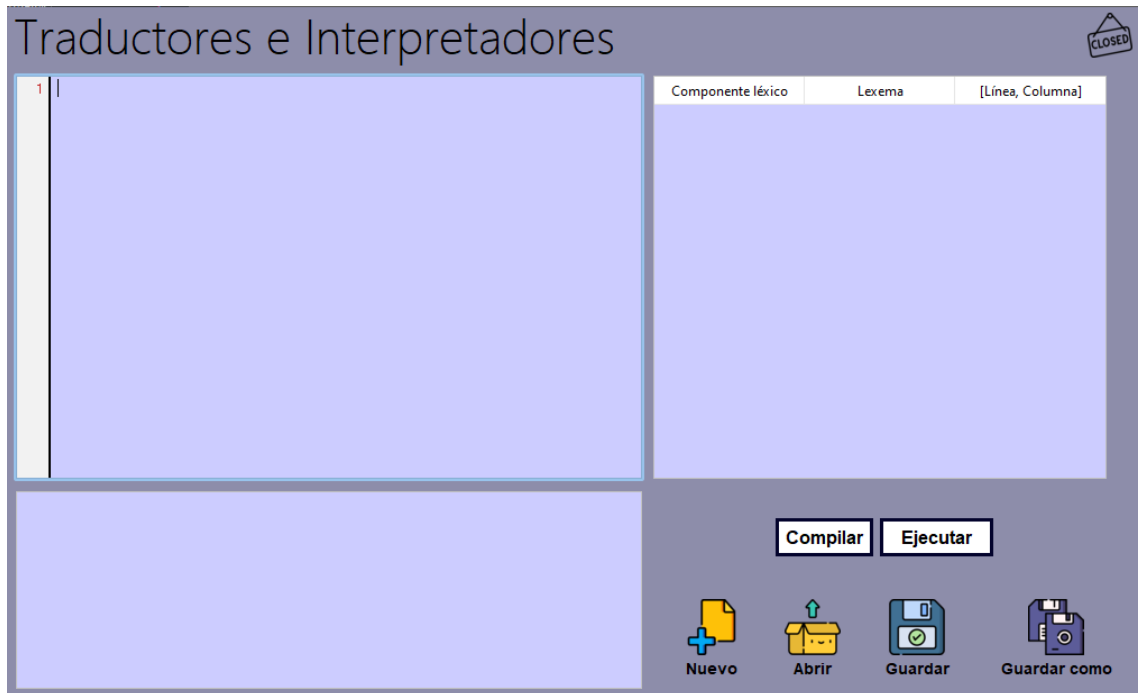 Traductores e Interpretadores
CLOSED
1
Componente léxico Lexema [Línea, Columna]
Compilar Ejecutar
Nuevo Abrir Guardar Guardar como